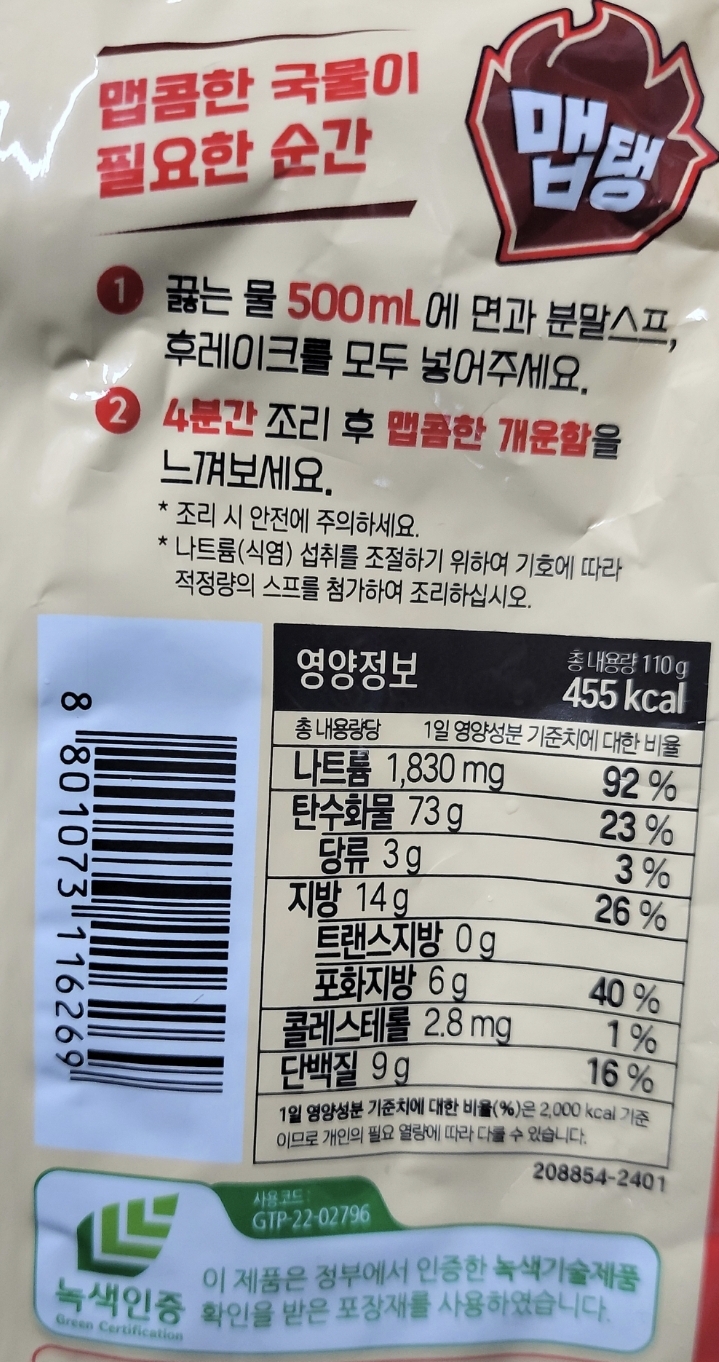 맵콤한 국물이
필요한 순간
맵탱
1 끓는 물 500mL에 면과 분말스프,
후레이크를 모두 넣어주세요.
2 4분간 조리 후 맵콤한 개운함을
느껴보세요.
* 조리 시 안전에 주의하세요.
* 나트륨(식염) 섭취를 조절하기 위하여 기호에 따라
적정량의 스프를 첨가하여 조리하십시오.
영양정보
총 내용량 110 g
455 kcal
총 내용량당 1일 영양성분 기준치에 대한 비율
나트륨 1,830 mg 92 %
탄수화물 73 g 23 %
당류 3 g 3 %
지방 14 g 26 %
트랜스지방 0 g
포화지방 6 g 40 %
콜레스테롤 2.8 mg 1 %
단백질 9 g 16 %
1일 영양성분 기준치에 대한 비율(%)은 2,000 kcal 기준
이므로 개인의 필요 열량에 따라 다를 수 있습니다.
208854-2401
8 801073 116269
사용코드:
GTP-22-02796
녹색인증
Green Certification
이 제품은 정부에서 인증한 녹색기술제품
확인을 받은 포장재를 사용하였습니다.